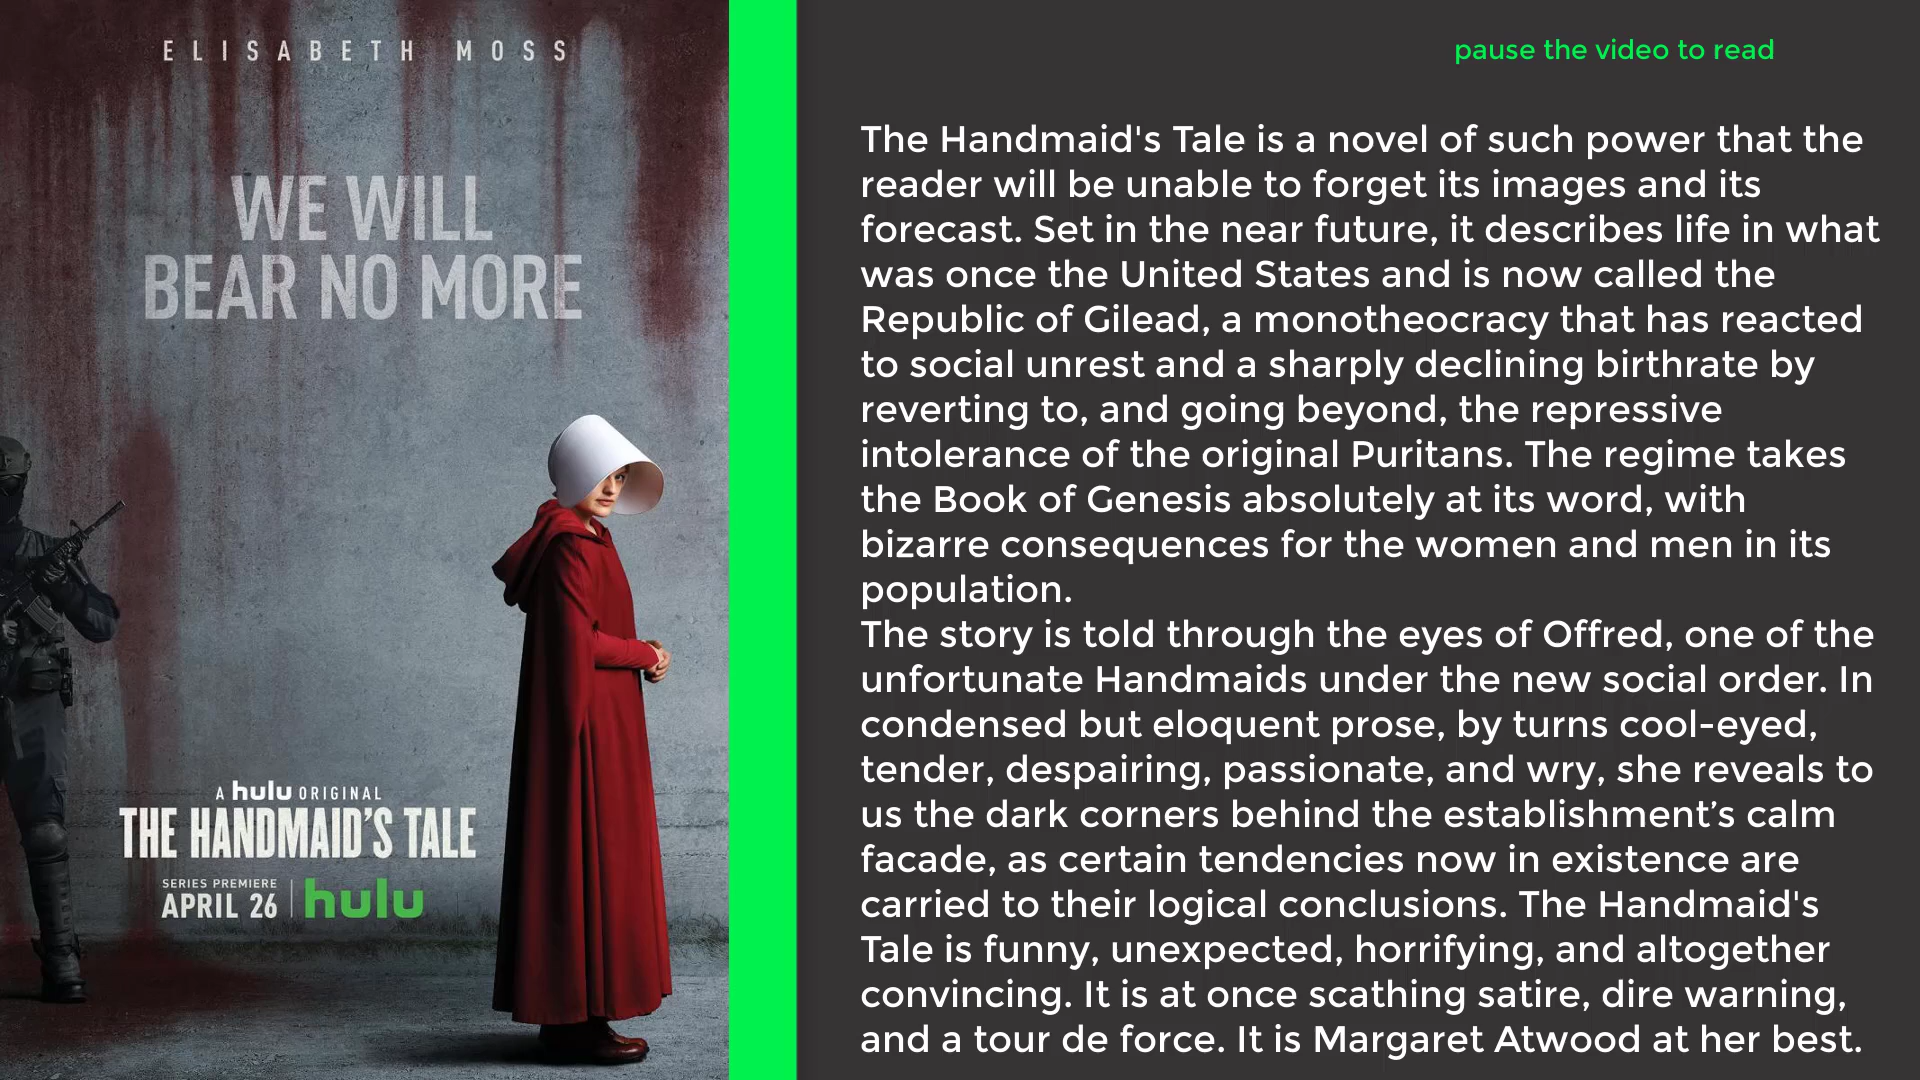 ELISABETH MOSS
WE WILL
BEAR NO MORE
A hulu ORIGINAL
THE HANDMAID'S TALE
SERIES PREMIERE
APRIL 26
hulu
pause the video to read
The Handmaid's Tale is a novel of such power that the
reader will be unable to forget its images and its
forecast. Set in the near future, it describes life in what
was once the United States and is now called the
Republic of Gilead, a monotheocracy that has reacted
to social unrest and a sharply declining birthrate by
reverting to, and going beyond, the repressive
intolerance of the original Puritans. The regime takes
the Book of Genesis absolutely at its word, with
bizarre consequences for the women and men in its
population.
The story is told through the eyes of Offred, one of the
unfortunate Handmaids under the new social order. In
condensed but eloquent prose, by turns cool-eyed,
tender, despairing, passionate, and wry, she reveals to
us the dark corners behind the establishment’s calm
facade, as certain tendencies now in existence are
carried to their logical conclusions. The Handmaid's
Tale is funny, unexpected, horrifying, and altogether
convincing. It is at once scathing satire, dire warning,
and a tour de force. It is Margaret Atwood at her best.